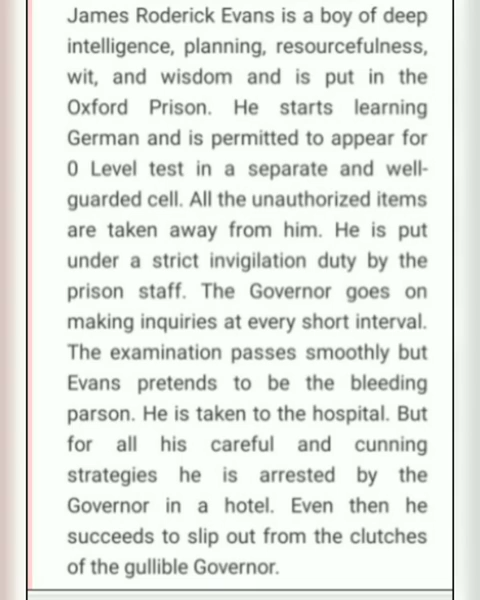 James Roderick Evans is a boy of deep
intelligence, planning, resourcefulness,
wit, and wisdom and is put in the
Oxford Prison. He starts learning
German and is permitted to appear for
0 Level test in a separate and well-
guarded cell. All the unauthorized items
are taken away from him. He is put
under a strict invigilation duty by the
prison staff. The Governor goes on
making inquiries at every short interval.
The examination passes smoothly but
Evans pretends to be the bleeding
parson. He is taken to the hospital. But
for all his careful and cunning
strategies he is arrested by the
Governor in a hotel. Even then he
succeeds to slip out from the clutches
of the gullible Governor.